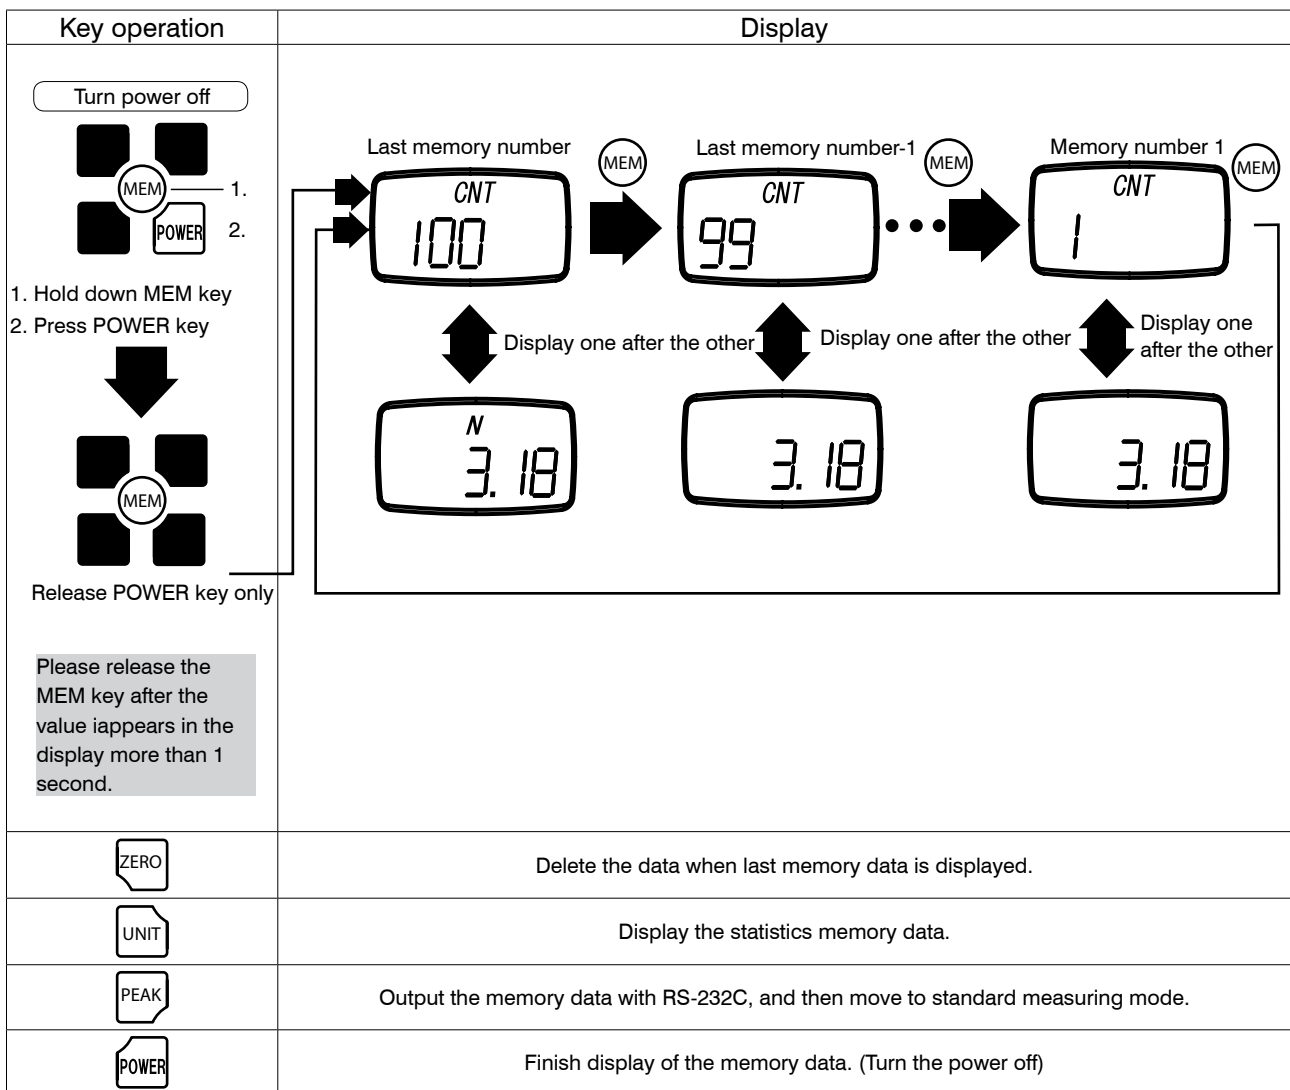 Key operation
Display
Turn power off
MEM
1.
POWER
2.
1. Hold down MEM key
2. Press POWER key
MEM
Release POWER key only
Please release the
MEM key after the
value iappears in the
display more than 1
second.
Last memory number
MEM
Last memory number-1
MEM
Memory number 1
MEM
CNT
100
CNT
99
CNT
1
Display one after the other
Display one after the other
Display one
after the other
N
3.18
3.18
3.18
ZERO
Delete the data when last memory data is displayed.
UNIT
Display the statistics memory data.
PEAK
Output the memory data with RS-232C, and then move to standard measuring mode.
POWER
Finish display of the memory data. (Turn the power off)